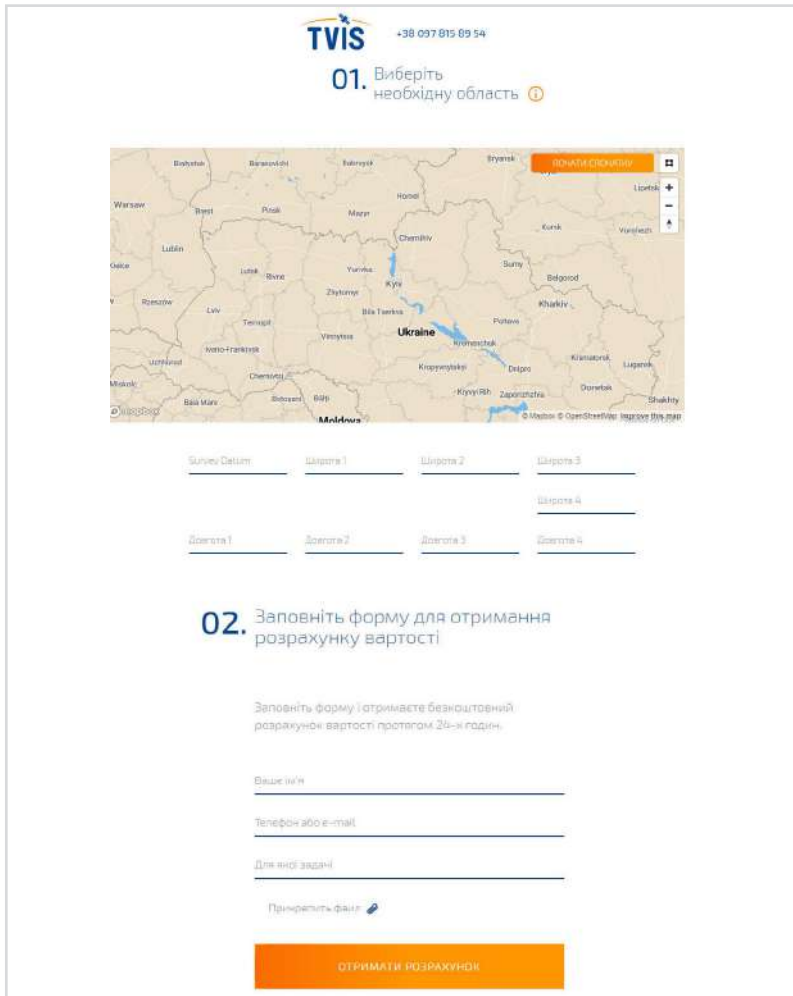 TVIS
+38 097 815 89 54
01. Виберіть
необхідну область
ПОЧАТИ СПОЧАТКУ
Bryansk
Białystok Baranovichi Babruysk
Lipetsk
Homel
Warsaw Brest Pinsk Mazyr
Kursk Voronezh
Chernihiv
Lublin
Sumy
Kielce Lutsk Rivne Yurivka Belgorod
Kyiv
Zhytomyr
Rzeszów Kharkiv
Lviv Bila Tserkva
Ternopil Poltava
Vinnytsia Ukraine
Kremenchuk
Ivano-Frankivsk
Uzhhorod Kramatorsk Luhansk
Kropyvnytskyi Dnipro
Chernivtsi
Miskolc Donetsk
Kryvyi Rih Zaporizhzhia
Baia Mare Botoșani Bălți Shakhty
mapbox © Mapbox © OpenStreetMap Improve this map
Moldova
Survey Datum Широта 1 Широта 2 Широта 3
Широта 4
Довгота 1 Довгота 2 Довгота 3 Довгота 4
02. Заповніть форму для отримання
розрахунку вартості
Заповніть форму і отримаєте безкоштовний
розрахунок вартості протягом 24-х годин.
Ваше ім'я
Телефон або e-mail
Для якої задачі
Прикрепить файл
ОТРИМАТИ РОЗРАХУНОК